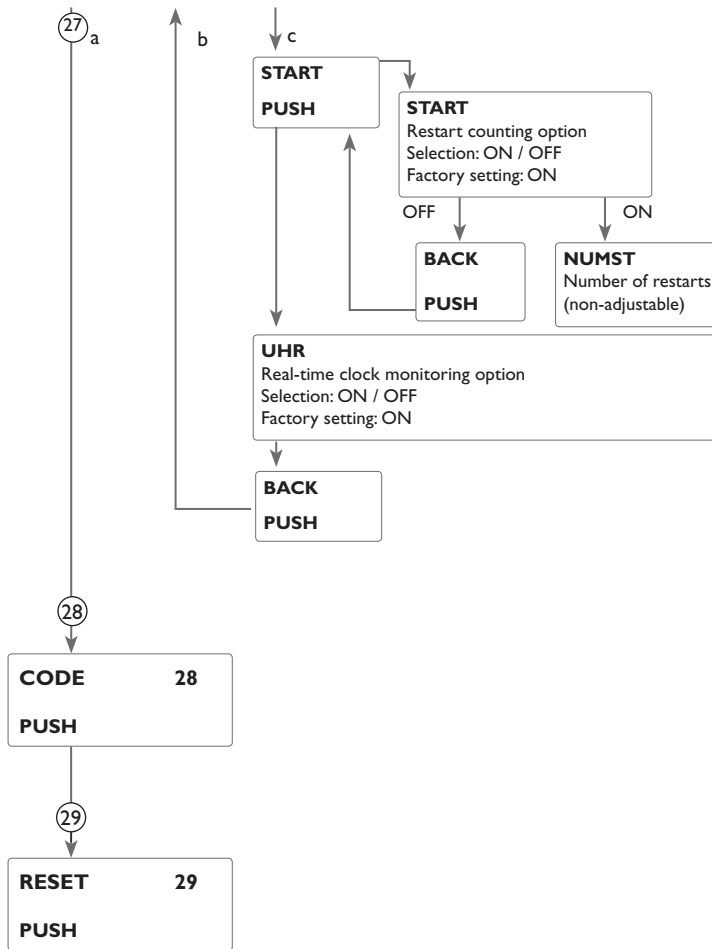 27
a
b
c
START
PUSH
START
Restart counting option
Selection: ON / OFF
Factory setting: ON
OFF
ON
BACK
PUSH
NUMST
Number of restarts
(non-adjustable)
UHR
Real-time clock monitoring option
Selection: ON / OFF
Factory setting: ON
BACK
PUSH
28
CODE 28
PUSH
29
RESET 29
PUSH